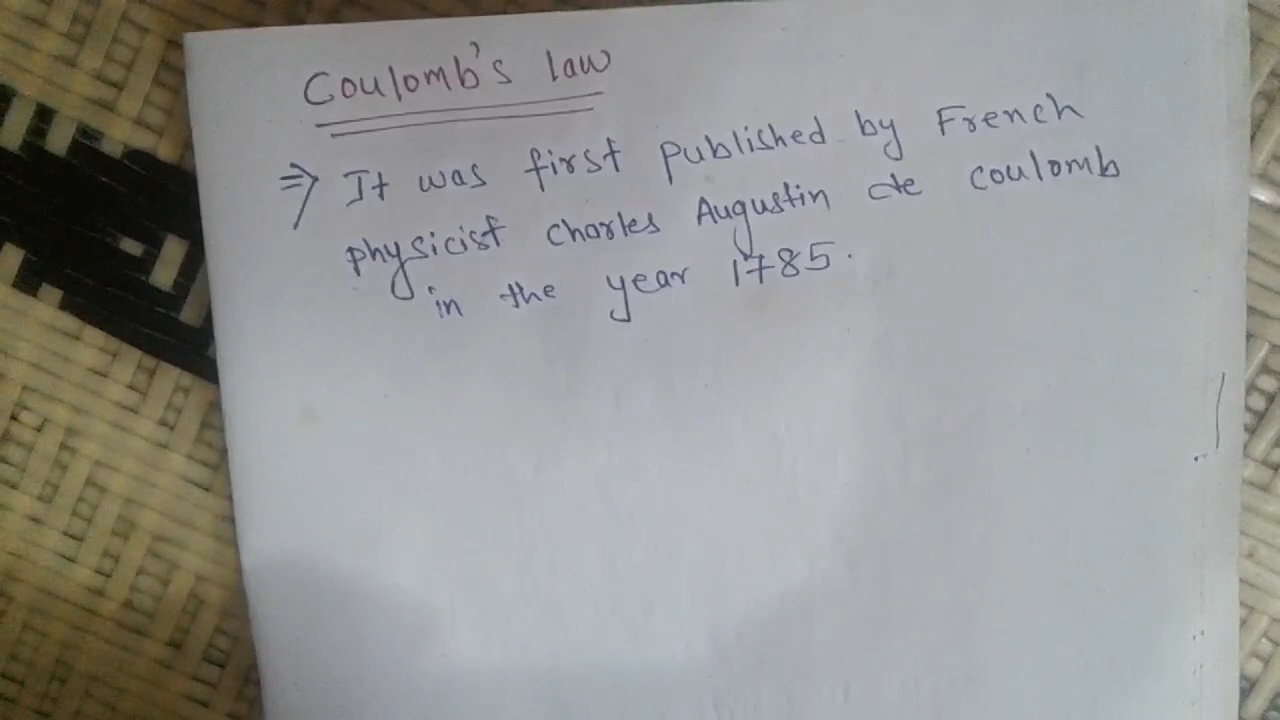 Coulomb's law
⇒ It was first published by French
physicist charles Augustin de coulomb
in the year 1785.